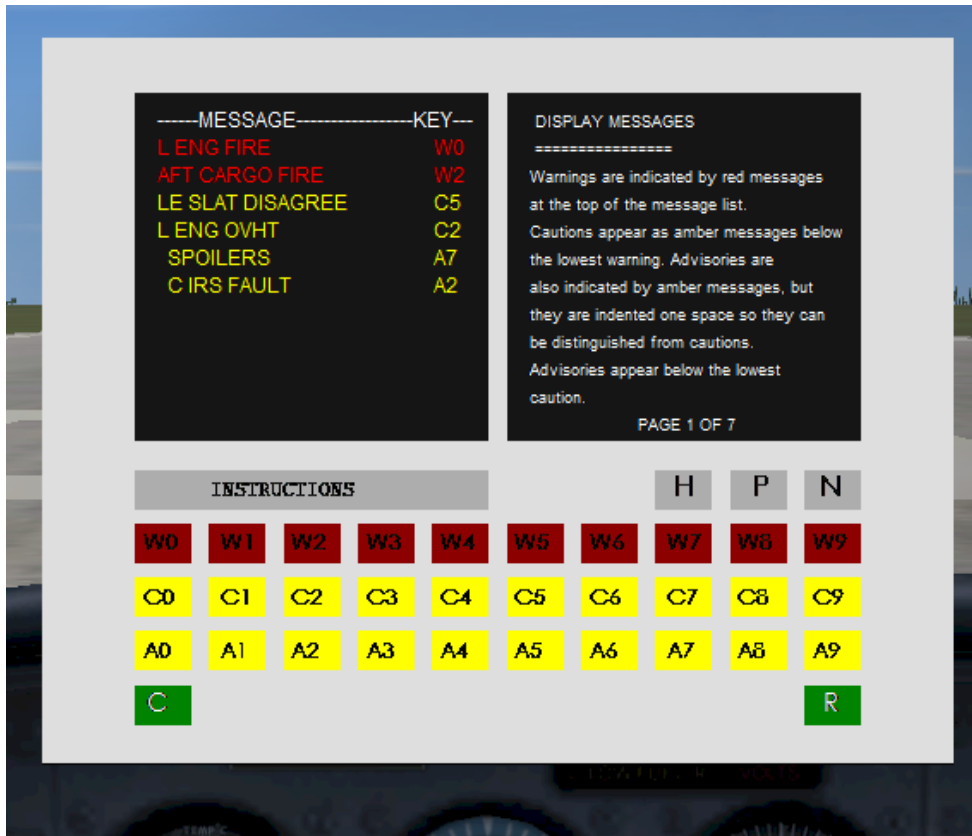 ------MESSAGE-----------------KEY---
L ENG FIRE W0
AFT CARGO FIRE W2
LE SLAT DISAGREE C5
L ENG OVHT C2
SPOILERS A7
C IRS FAULT A2
DISPLAY MESSAGES
================
Warnings are indicated by red messages
at the top of the message list.
Cautions appear as amber messages below
the lowest warning. Advisories are
also indicated by amber messages, but
they are indented one space so they can
be distinguished from cautions.
Advisories appear below the lowest
caution.
PAGE 1 OF 7
INSTRUCTIONS H P N
W0 W1 W2 W3 W4 W5 W6 W7 W8 W9
C0 C1 C2 C3 C4 C5 C6 C7 C8 C9
A0 A1 A2 A3 A4 A5 A6 A7 A8 A9
C R
VOLTS
TEMP°C